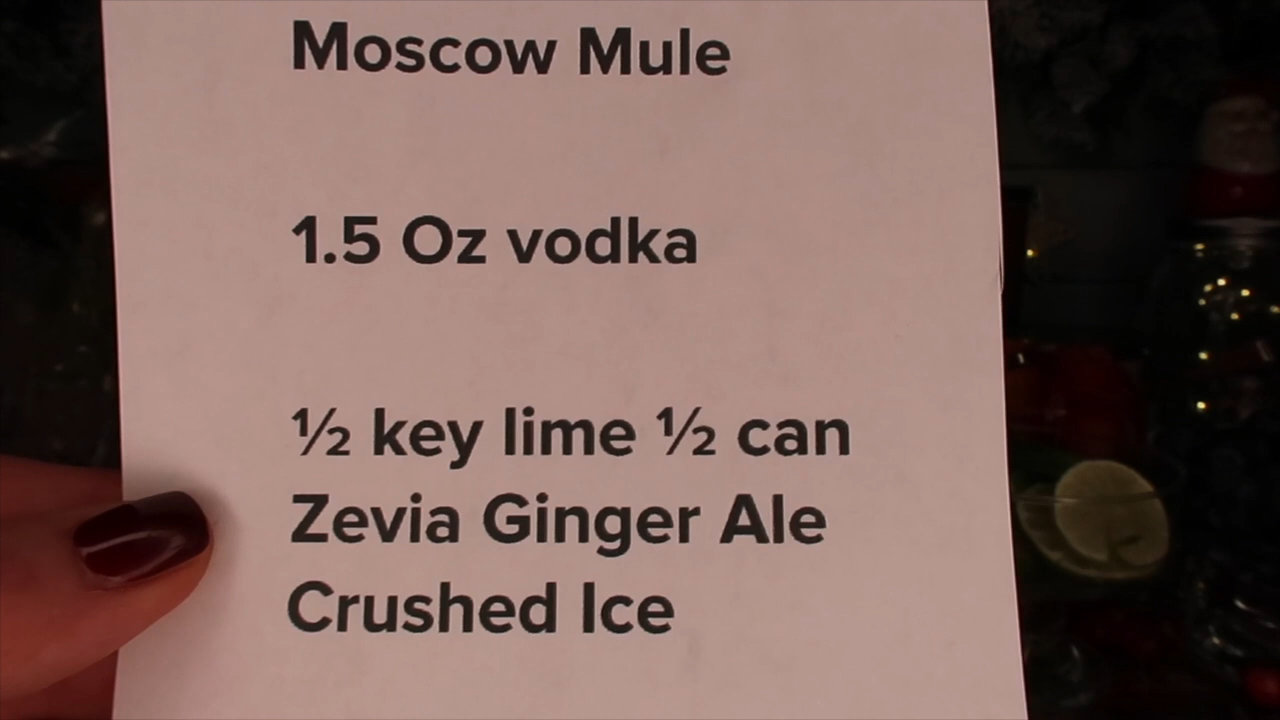 Moscow Mule
1.5 Oz vodka
½ key lime ½ can
Zevia Ginger Ale
Crushed Ice